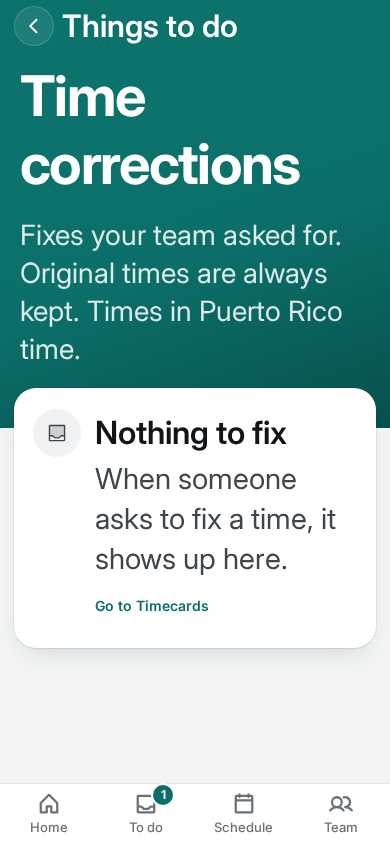 Things to do
Time
corrections
Fixes your team asked for.
Original times are always
kept. Times in Puerto Rico
time.
Nothing to fix
When someone
asks to fix a time, it
shows up here.
Go to Timecards
1
Home
To do
Schedule
Team